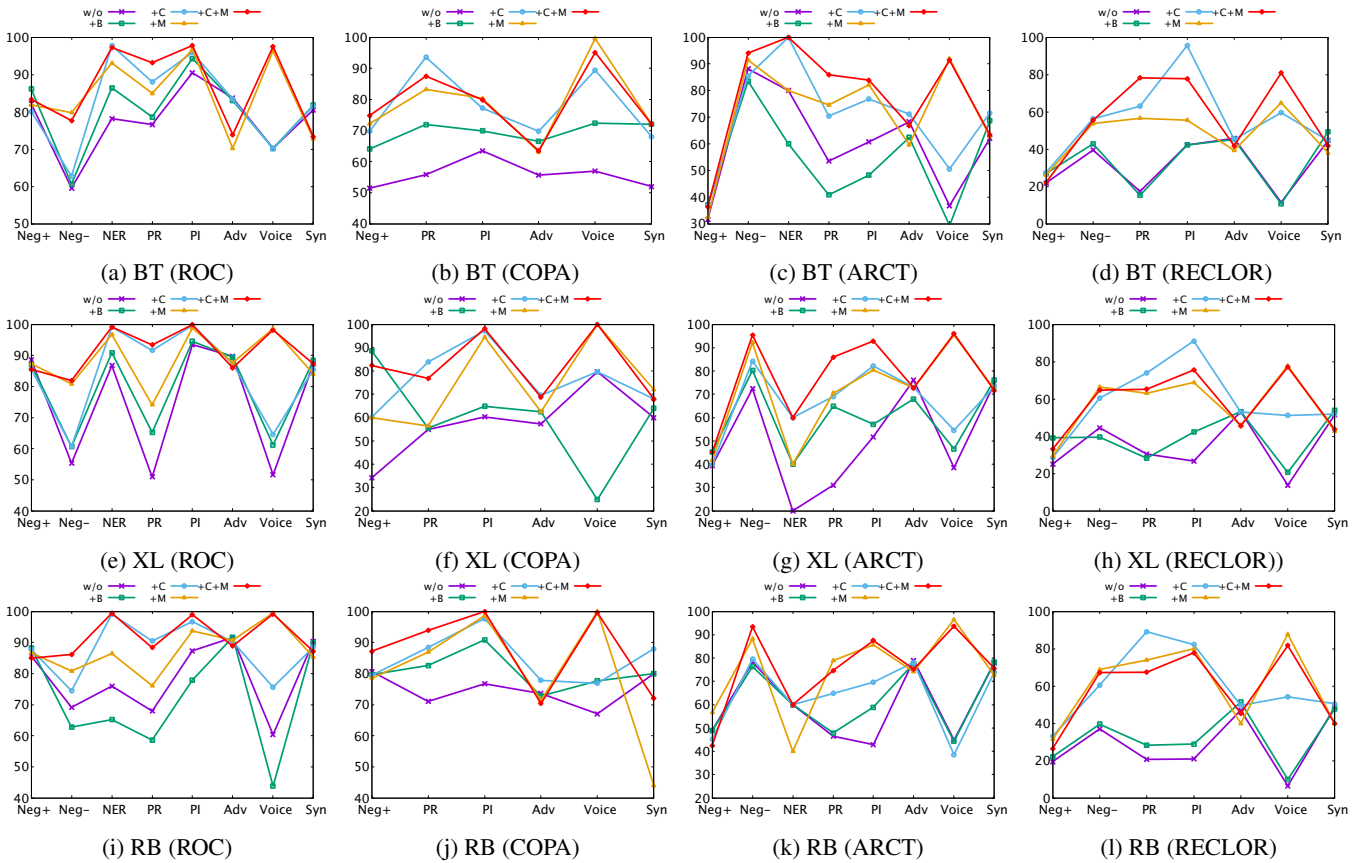 w/o +C +C+M
+B +M
100
90
80
70
60
50
Neg+ Neg− NER PR PI Adv Voice Syn
(a) BT (ROC)
w/o +C +C+M
+B +M
100
90
80
70
60
50
40
Neg+ PR PI Adv Voice Syn
(b) BT (COPA)
w/o +C +C+M
+B +M
100
90
80
70
60
50
40
30
Neg+ Neg− NER PR PI Adv Voice Syn
(c) BT (ARCT)
w/o +C +C+M
+B +M
100
80
60
40
20
0
Neg+ Neg− PR PI Adv Voice Syn
(d) BT (RECLOR)
w/o +C +C+M
+B +M
100
90
80
70
60
50
40
Neg+ Neg− NER PR PI Adv Voice Syn
(e) XL (ROC)
w/o +C +C+M
+B +M
100
90
80
70
60
50
40
30
20
Neg+ PR PI Adv Voice Syn
(f) XL (COPA)
w/o +C +C+M
+B +M
100
90
80
70
60
50
40
30
20
Neg+ Neg− NER PR PI Adv Voice Syn
(g) XL (ARCT)
w/o +C +C+M
+B +M
100
80
60
40
20
0
Neg+ Neg− PR PI Adv Voice Syn
(h) XL (RECLOR))
w/o +C +C+M
+B +M
100
90
80
70
60
50
40
Neg+ Neg− NER PR PI Adv Voice Syn
(i) RB (ROC)
w/o +C +C+M
+B +M
100
90
80
70
60
50
40
Neg+ PR PI Adv Voice Syn
(j) RB (COPA)
w/o +C +C+M
+B +M
100
90
80
70
60
50
40
30
20
Neg+ Neg− NER PR PI Adv Voice Syn
(k) RB (ARCT)
w/o +C +C+M
+B +M
100
80
60
40
20
0
Neg+ Neg− PR PI Adv Voice Syn
(l) RB (RECLOR)